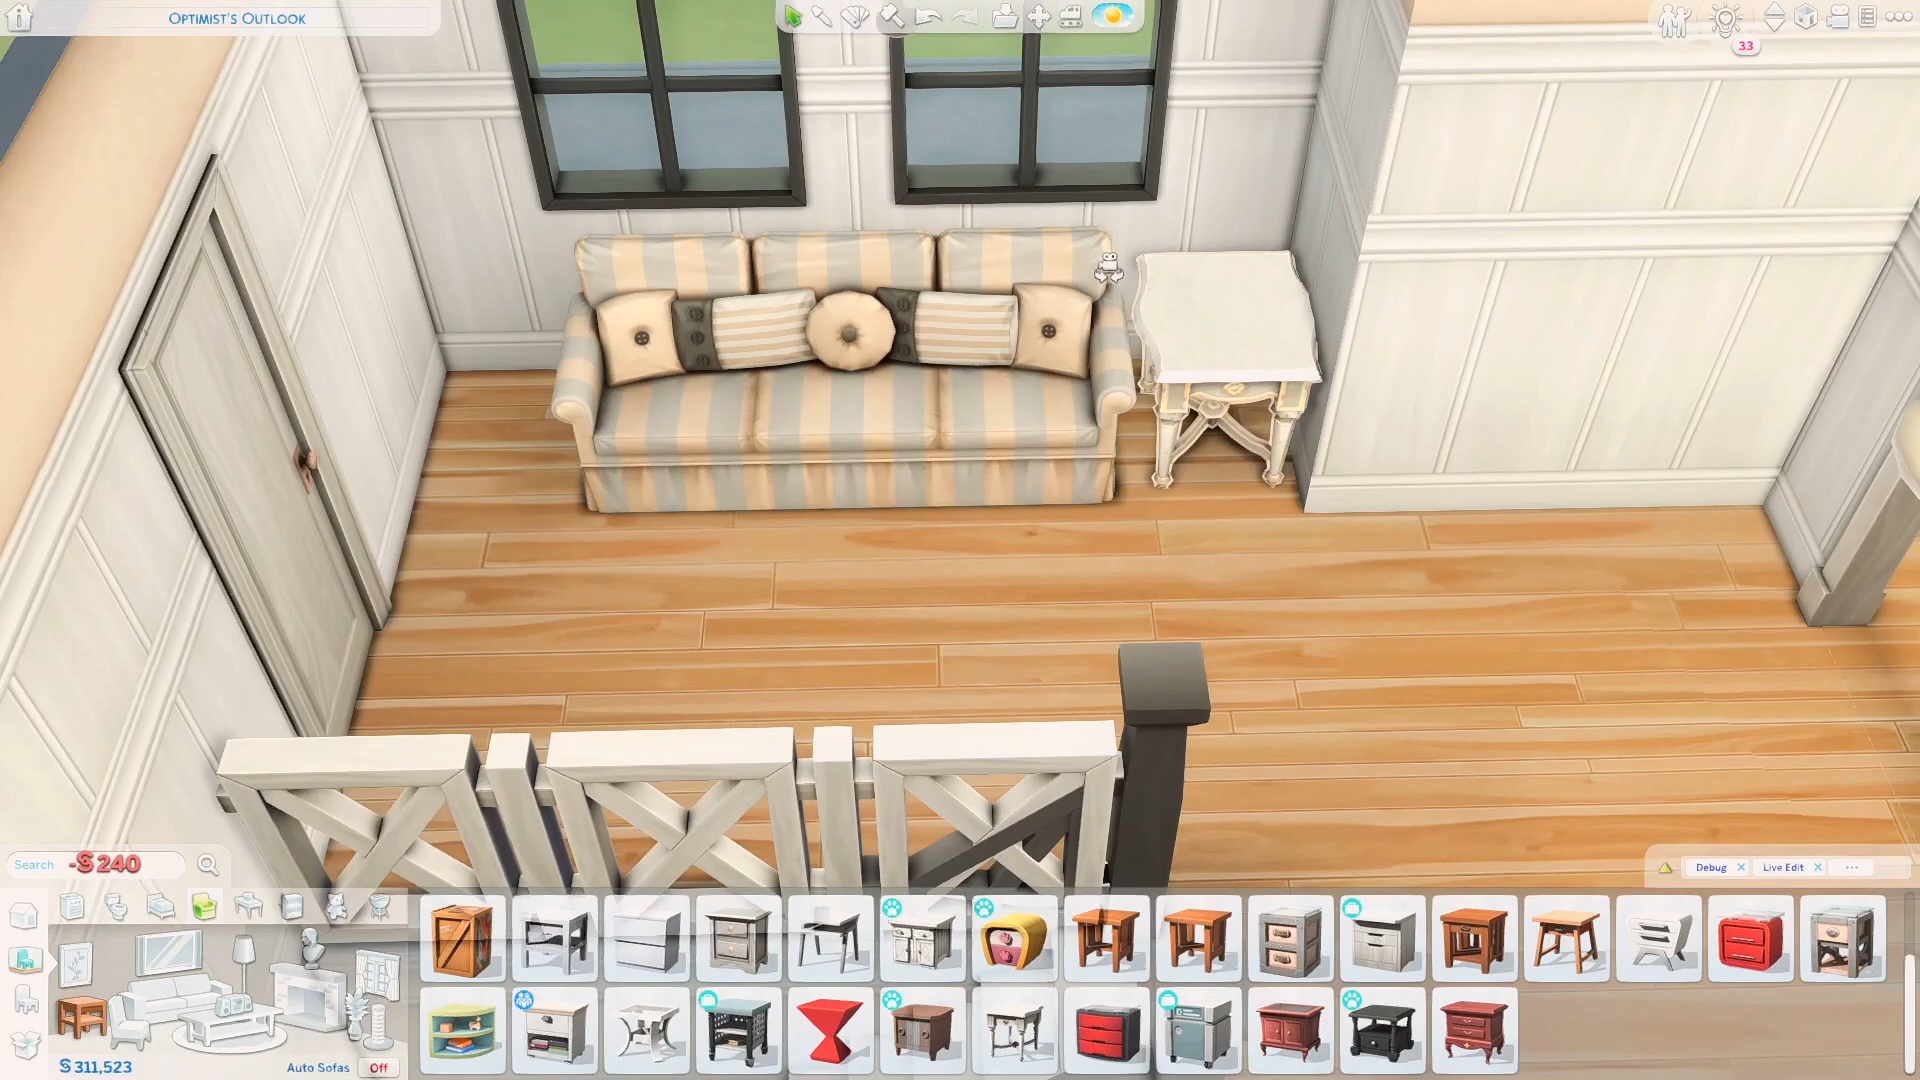 OPTIMIST'S OUTLOOK
33
Search
-§240
Debug
Live Edit
§311,523
Auto Sofas
Off